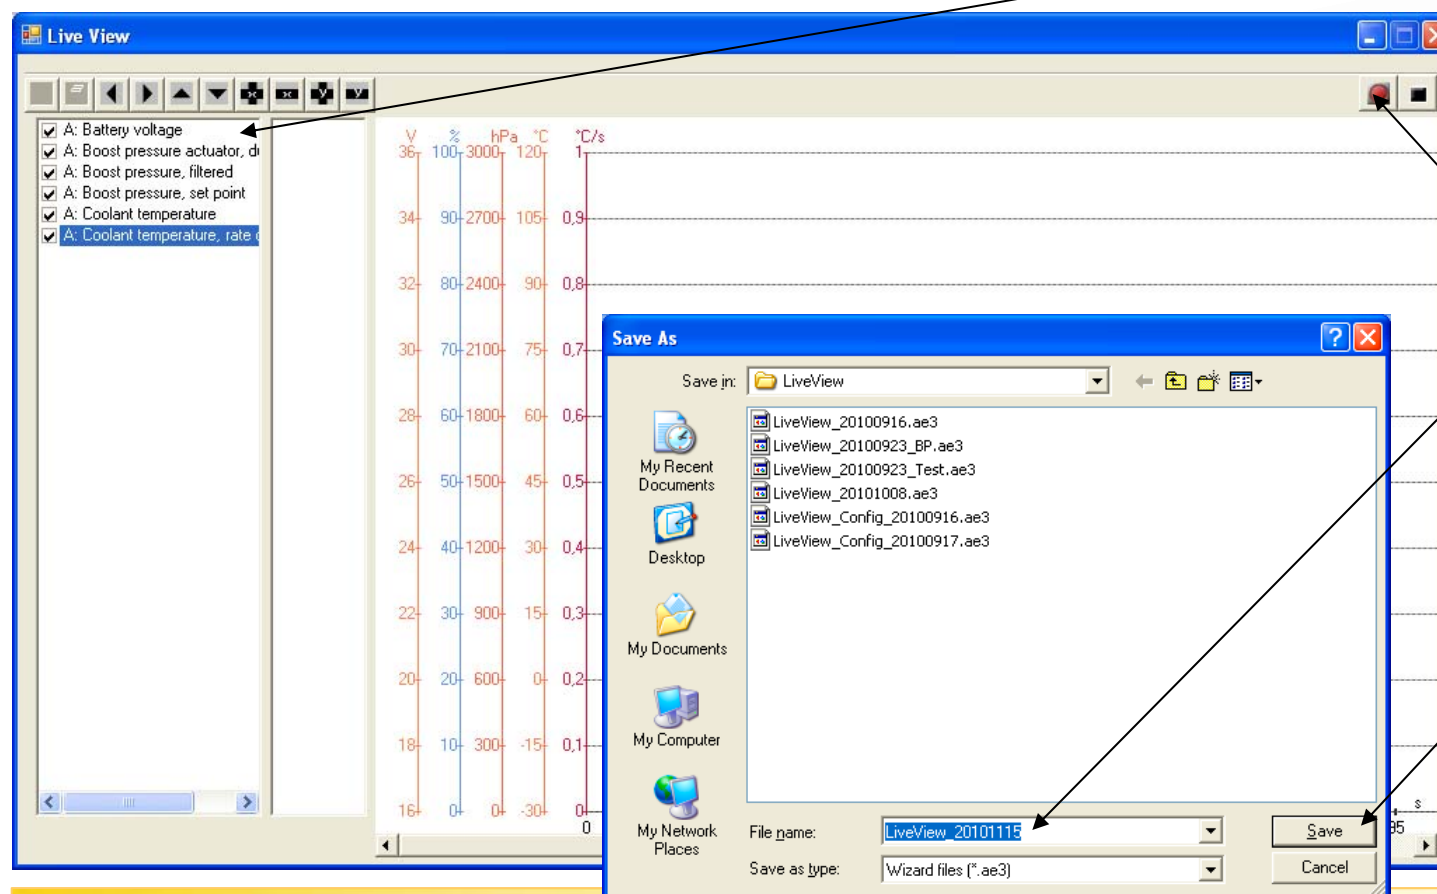 Live View
A: Battery voltage
A: Boost pressure actuator, d
A: Boost pressure, filtered
A: Boost pressure, set point
A: Coolant temperature
A: Coolant temperature, rate
V % hPa °C °C/s
36 100 3000 120 1
34 90 2700 105 0,9
32 80 2400 90 0,8
30 70 2100 75 0,7
28 60 1800 60 0,6
26 50 1500 45 0,5
24 40 1200 30 0,4
22 30 900 15 0,3
20 20 600 0 0,2
18 10 300 -15 0,1
16 0 0 -30 0
0
s
95
Save As
Save in: LiveView
My Recent
Documents
Desktop
My Documents
My Computer
My Network
Places
LiveView_20100916.ae3
LiveView_20100923_BP.ae3
LiveView_20100923_Test.ae3
LiveView_20101008.ae3
LiveView_Config_20100916.ae3
LiveView_Config_20100917.ae3
File name: LiveView_20101115 Save
Save as type: Wizard files (*.ae3) Cancel